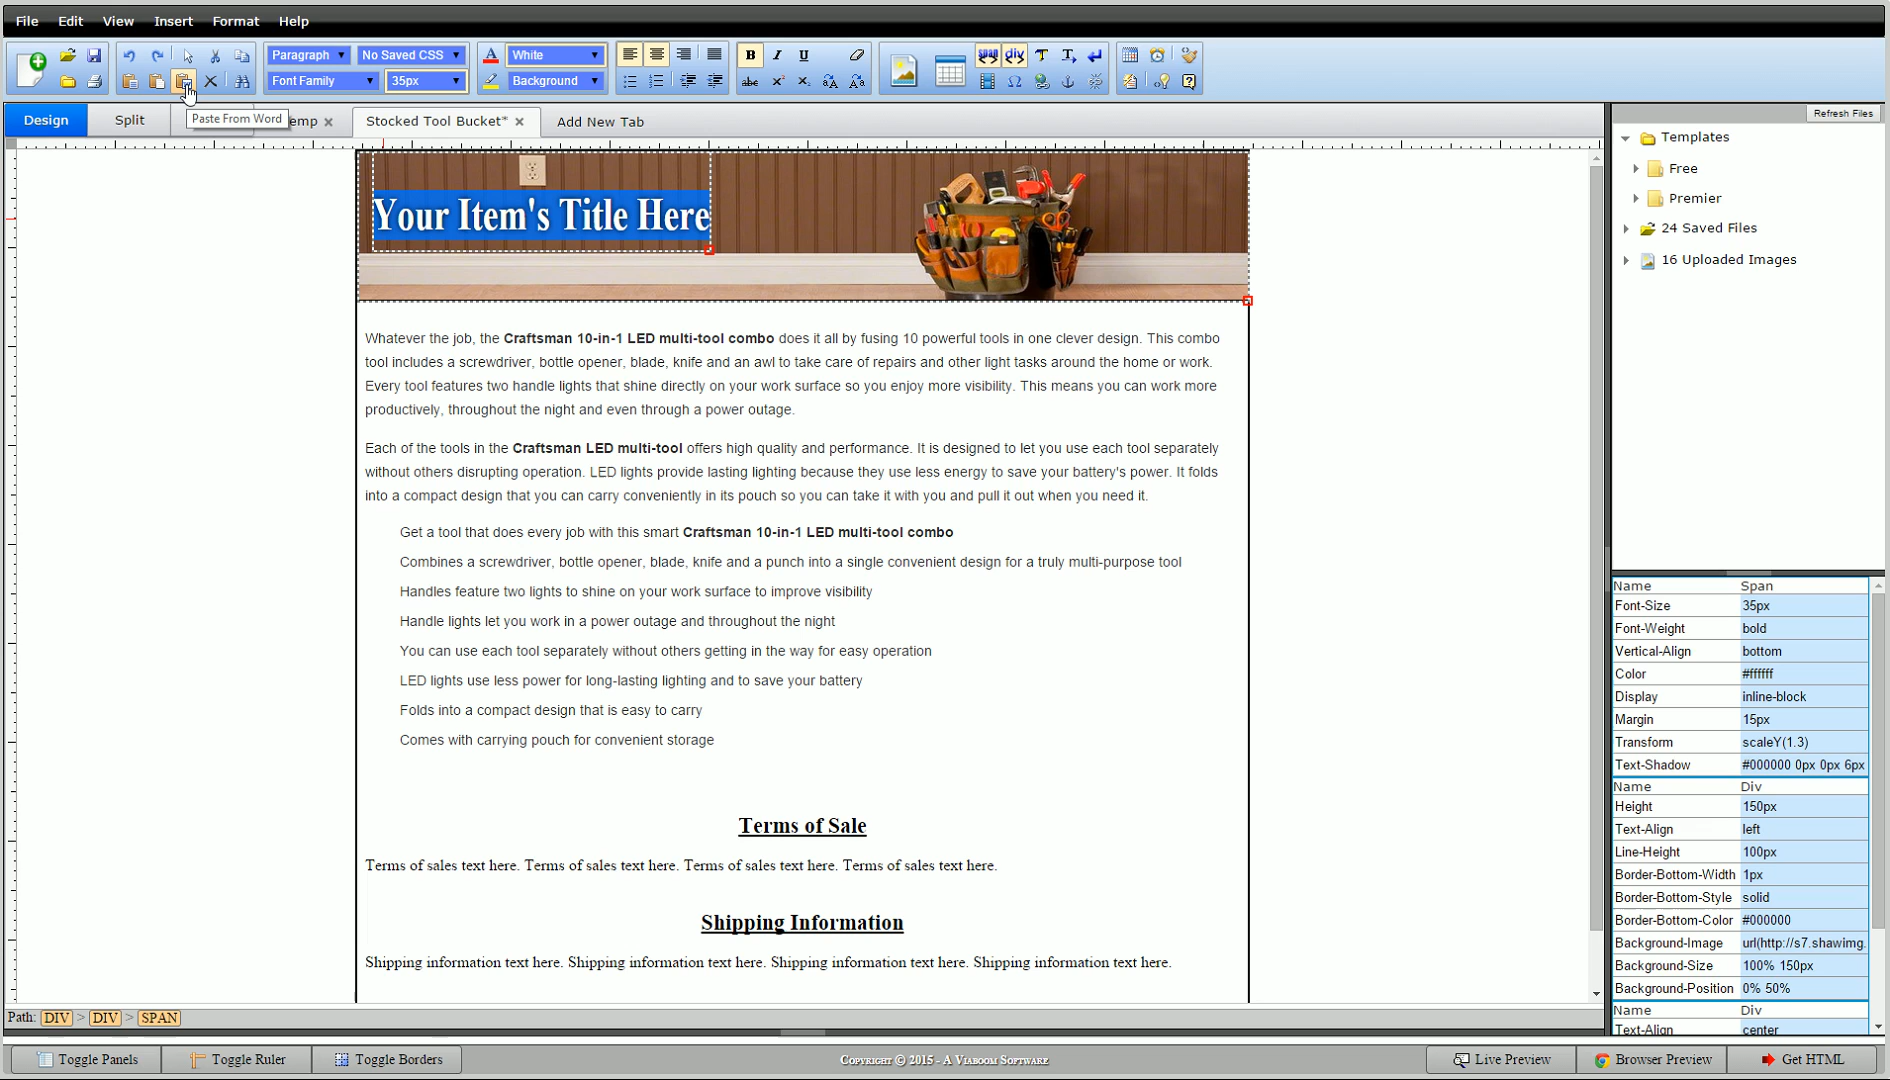 File Edit View Insert Format Help
Paragraph No Saved CSS White
Font Family 35px Background
Design Split emp Stocked Tool Bucket* Add New Tab
Paste From Word
Refresh Files
Templates
Free
Premier
24 Saved Files
16 Uploaded Images
Your Item's Title Here
Whatever the job, the Craftsman 10-in-1 LED multi-tool combo does it all by fusing 10 powerful tools in one clever design. This combo
tool includes a screwdriver, bottle opener, blade, knife and an awl to take care of repairs and other light tasks around the home or work.
Every tool features two handle lights that shine directly on your work surface so you enjoy more visibility. This means you can work more
productively, throughout the night and even through a power outage.
Each of the tools in the Craftsman LED multi-tool offers high quality and performance. It is designed to let you use each tool separately
without others disrupting operation. LED lights provide lasting lighting because they use less energy to save your battery's power. It folds
into a compact design that you can carry conveniently in its pouch so you can take it with you and pull it out when you need it.
Get a tool that does every job with this smart Craftsman 10-in-1 LED multi-tool combo
Combines a screwdriver, bottle opener, blade, knife and a punch into a single convenient design for a truly multi-purpose tool
Handles feature two lights to shine on your work surface to improve visibility
Handle lights let you work in a power outage and throughout the night
You can use each tool separately without others getting in the way for easy operation
LED lights use less power for long-lasting lighting and to save your battery
Folds into a compact design that is easy to carry
Comes with carrying pouch for convenient storage
Terms of Sale
Terms of sales text here. Terms of sales text here. Terms of sales text here. Terms of sales text here.
Shipping Information
Shipping information text here. Shipping information text here. Shipping information text here. Shipping information text here.
Name Span
Font-Size 35px
Font-Weight bold
Vertical-Align bottom
Color #ffffff
Display inline-block
Margin 15px
Transform scaleY(1.3)
Text-Shadow #000000 0px 0px 6px
Name Div
Height 150px
Text-Align left
Line-Height 100px
Border-Bottom-Width 1px
Border-Bottom-Style solid
Border-Bottom-Color #000000
Background-Image url(http://s7.shawimg.
Background-Size 100% 150px
Background-Position 0% 50%
Name Div
Text-Align center
Path: DIV > DIV > SPAN
Toggle Panels Toggle Ruler Toggle Borders Copyright © 2015 - A Viaboom Software Live Preview Browser Preview Get HTML